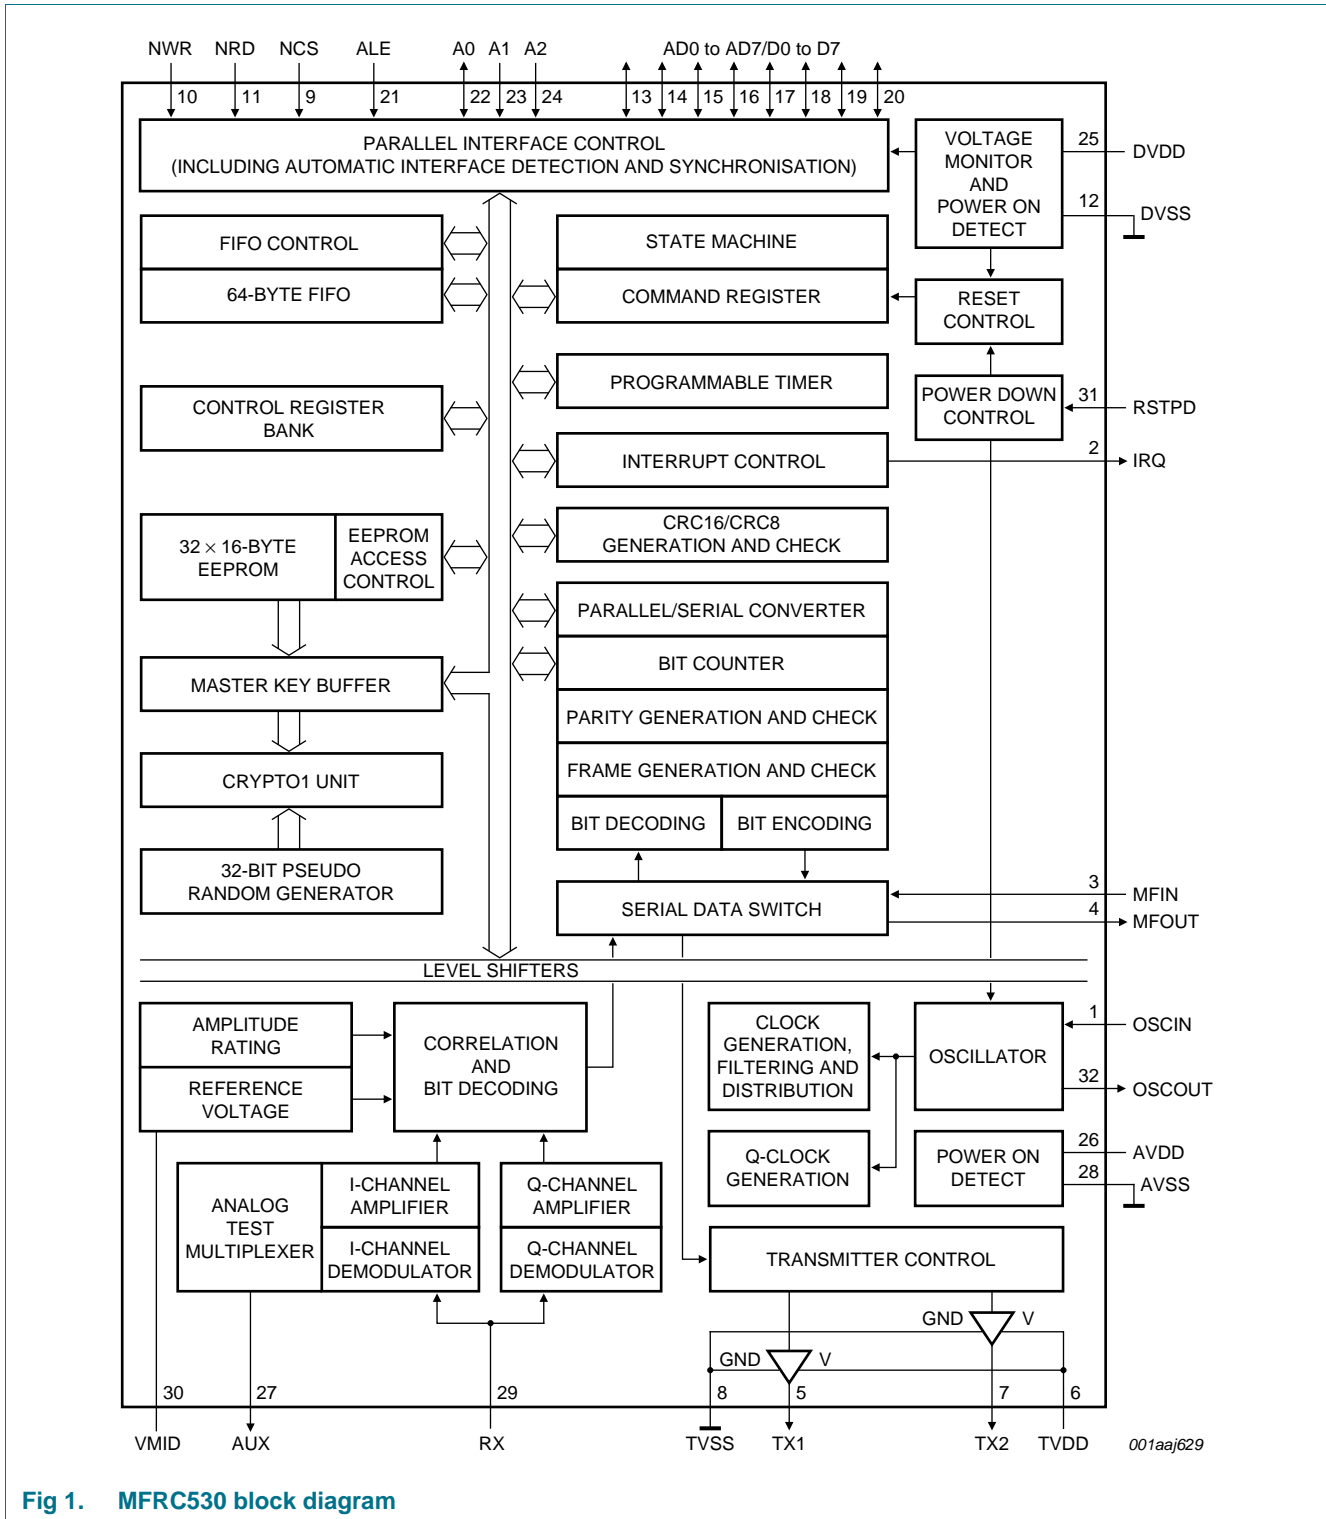 NWR NRD NCS ALE A0 A1 A2 AD0 to AD7/D0 to D7
10 11 9 21 22 23 24 13 14 15 16 17 18 19 20
PARALLEL INTERFACE CONTROL
(INCLUDING AUTOMATIC INTERFACE DETECTION AND SYNCHRONISATION)
VOLTAGE
MONITOR
AND
POWER ON
DETECT
25
DVDD
12
DVSS
FIFO CONTROL
64-BYTE FIFO
STATE MACHINE
COMMAND REGISTER
RESET
CONTROL
PROGRAMMABLE TIMER
CONTROL REGISTER
BANK
POWER DOWN
CONTROL
31
RSTPD
INTERRUPT CONTROL
2
IRQ
32 × 16-BYTE
EEPROM
EEPROM
ACCESS
CONTROL
CRC16/CRC8
GENERATION AND CHECK
PARALLEL/SERIAL CONVERTER
BIT COUNTER
MASTER KEY BUFFER
PARITY GENERATION AND CHECK
FRAME GENERATION AND CHECK
CRYPTO1 UNIT
BIT DECODING
BIT ENCODING
32-BIT PSEUDO
RANDOM GENERATOR
SERIAL DATA SWITCH
3
MFIN
4
MFOUT
LEVEL SHIFTERS
AMPLITUDE
RATING
REFERENCE
VOLTAGE
CORRELATION
AND
BIT DECODING
CLOCK
GENERATION,
FILTERING AND
DISTRIBUTION
OSCILLATOR
1
OSCIN
32
OSCOUT
Q-CLOCK
GENERATION
POWER ON
DETECT
26
AVDD
28
AVSS
ANALOG
TEST
MULTIPLEXER
I-CHANNEL
AMPLIFIER
I-CHANNEL
DEMODULATOR
Q-CHANNEL
AMPLIFIER
Q-CHANNEL
DEMODULATOR
TRANSMITTER CONTROL
GND V
GND V
30 27 29 8 5 7 6
VMID AUX RX TVSS TX1 TX2 TVDD
001aaj629
Fig 1. MFRC530 block diagram